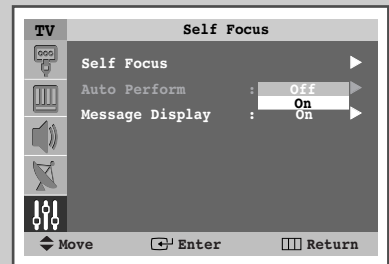 TV Self Focus
Self Focus
Auto Perform : Off
On
Message Display : On
Move Enter Return